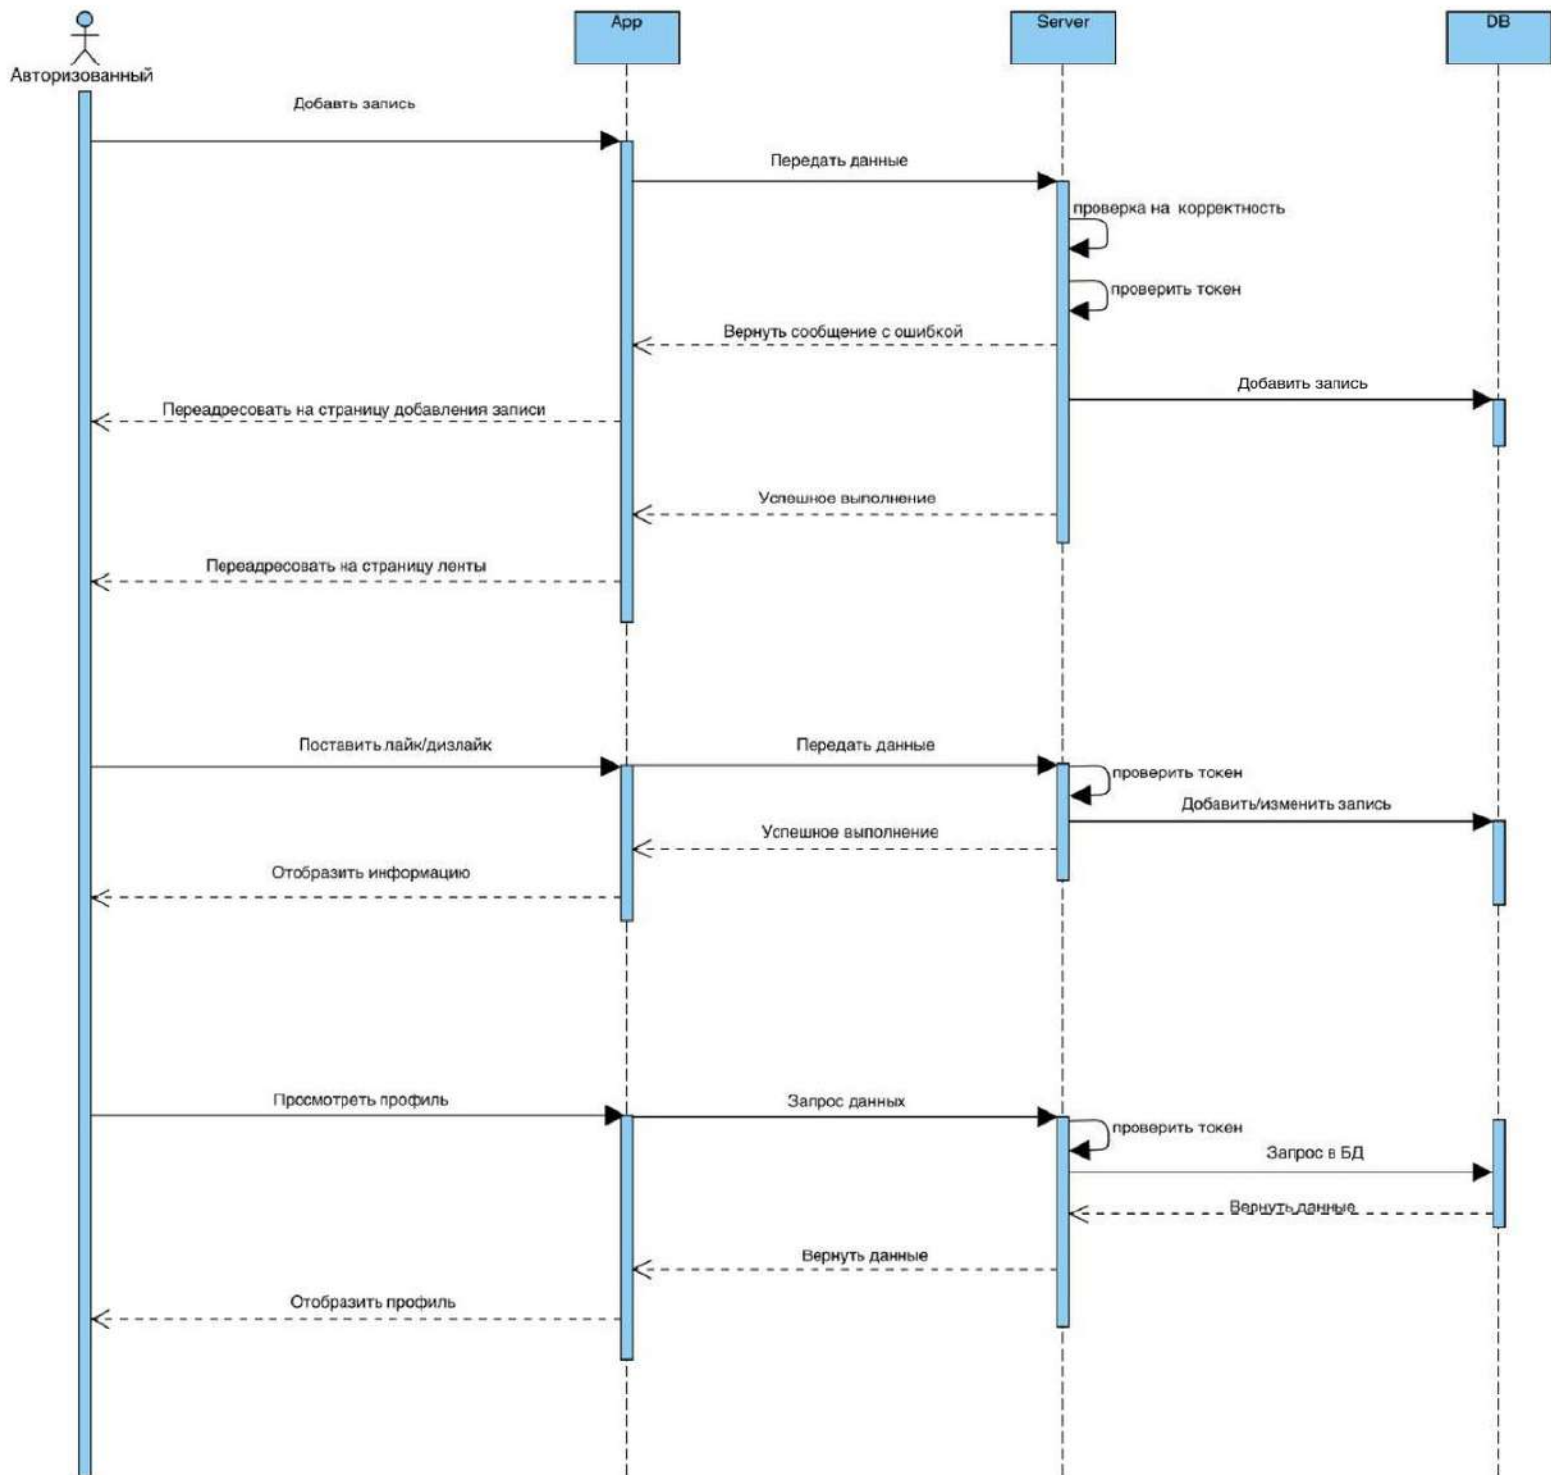 App
Server
DB
Авторизованный
Добавть запись
Передать данные
проверка на корректность
проверить токен
Вернуть сообщение с ошибкой
Добавить запись
Переадресовать на страницу добавления записи
Успешное выполнение
Переадресовать на страницу ленты
Поставить лайк/дизлайк
Передать данные
проверить токен
Добавить/изменить запись
Успешное выполнение
Отобразить информацию
Просмотреть профиль
Запрос данных
проверить токен
Запрос в БД
Вернуть данные
Вернуть данные
Отобразить профиль